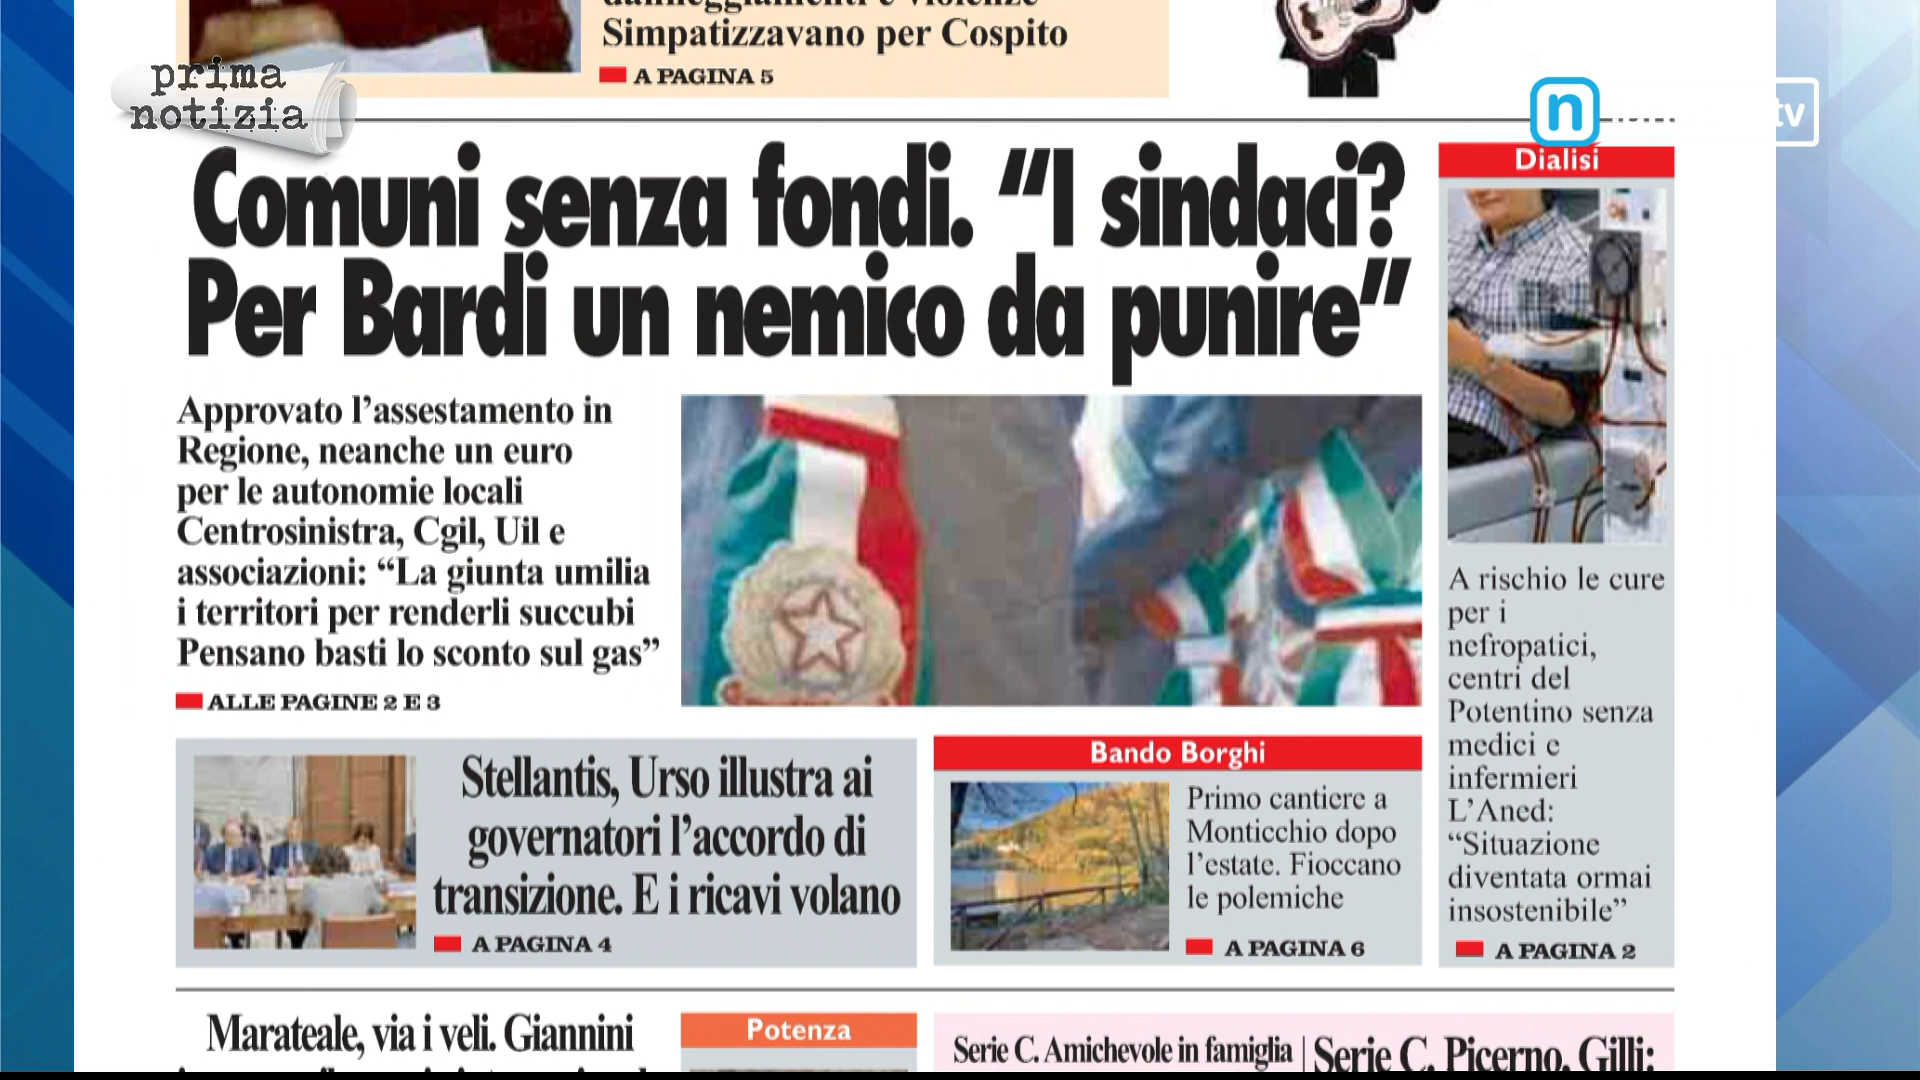 Simpatizzavano per Cospito
A PAGINA 5
prima
notizia
n
tv
Comuni senza fondi. “I sindaci?
Per Bardi un nemico da punire”
Approvato l’assestamento in
Regione, neanche un euro
per le autonomie locali
Centrosinistra, Cgil, Uil e
associazioni: “La giunta umilia
i territori per renderli succubi
Pensano basti lo sconto sul gas”
ALLE PAGINE 2 E 3
Dialisi
A rischio le cure
per i
nefropatici,
centri del
Potentino senza
medici e
infermieri
L’Aned:
“Situazione
diventata ormai
insostenibile”
A PAGINA 2
Stellantis, Urso illustra ai
governatori l’accordo di
transizione. E i ricavi volano
A PAGINA 4
Bando Borghi
Primo cantiere a
Monticchio dopo
l’estate. Fioccano
le polemiche
A PAGINA 6
Marateale, via i veli. Giannini
Potenza
Serie C. Amichevole in famiglia
Serie C. Picerno, Gilli: